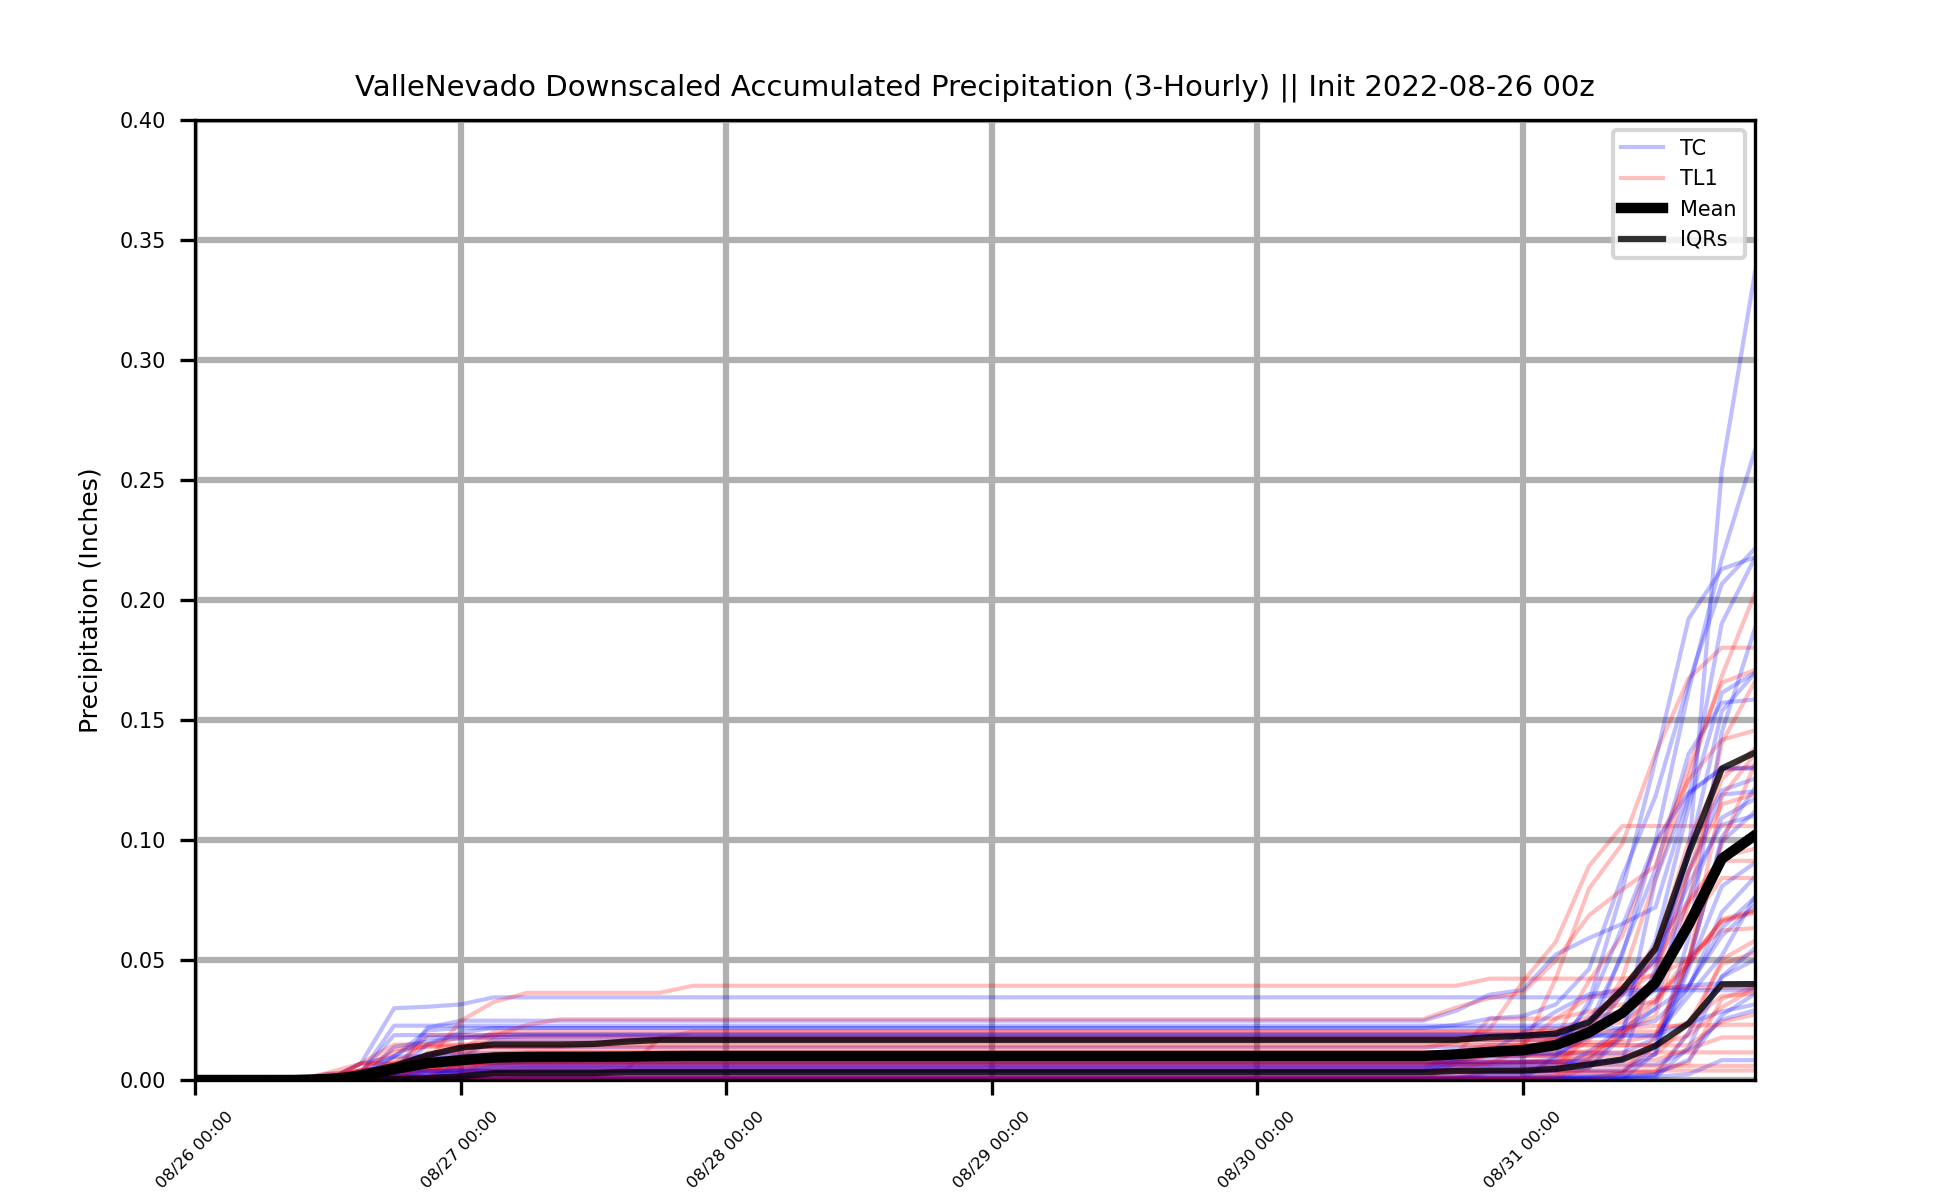 ValleNevado Downscaled Accumulated Precipitation (3-Hourly) || Init 2022-08-26 00z
Precipitation (Inches)
0.40
0.35
0.30
0.25
0.20
0.15
0.10
0.05
0.00
TC
TL1
Mean
IQRs
08/26 00:00
08/27 00:00
08/28 00:00
08/29 00:00
08/30 00:00
08/31 00:00